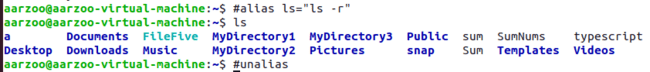 aarzoo@aarzoo-virtual-machine:~$ #alias ls="ls -r"
aarzoo@aarzoo-virtual-machine:~$ ls
a Documents FileFive MyDirectory1 MyDirectory3 Public sum SumNums typescript
Desktop Downloads Music MyDirectory2 Pictures snap Sum Templates Videos
aarzoo@aarzoo-virtual-machine:~$ #unalias